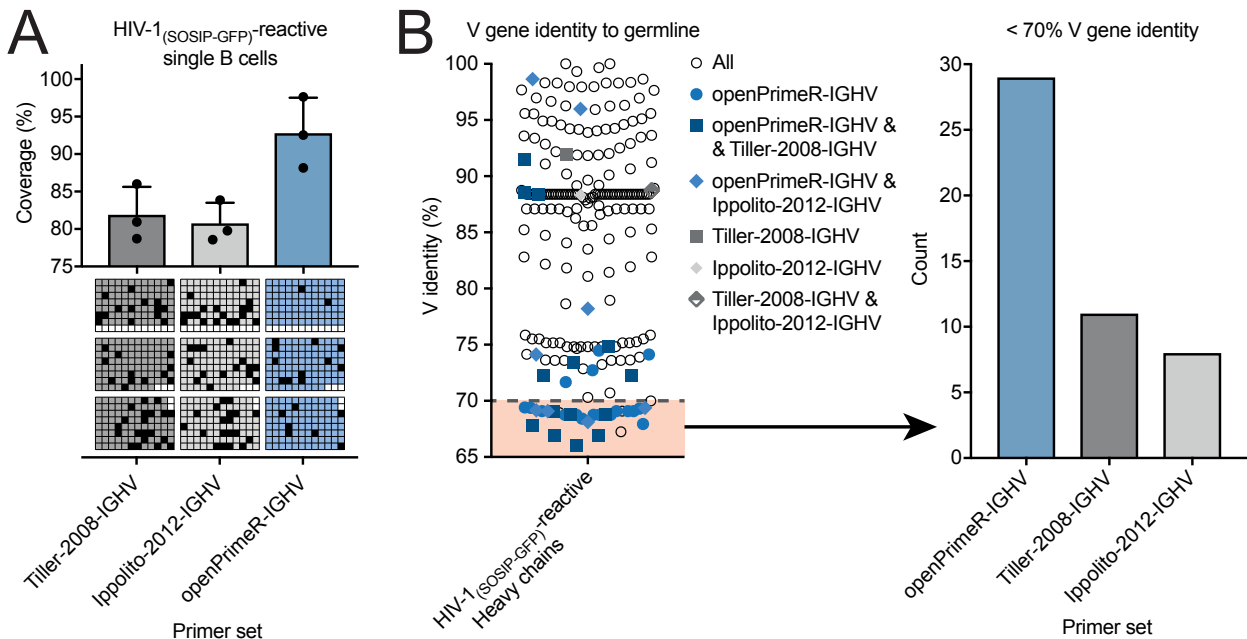 A
HIV-1(SOSIP-GFP)-reactive
single B cells
Coverage (%)
100
95
90
85
80
75
Tiller-2008-IGHV
Ippolito-2012-IGHV
openPrimeR-IGHV
Primer set
B
V gene identity to germline
V identity (%)
100
95
90
85
80
75
70
65
HIV-1(SOSIP-GFP)-reactive
Heavy chains
All
openPrimeR-IGHV
openPrimeR-IGHV &
& Tiller-2008-IGHV
openPrimeR-IGHV &
Ippolito-2012-IGHV
Tiller-2008-IGHV
Ippolito-2012-IGHV
Tiller-2008-IGHV &
Ippolito-2012-IGHV
< 70% V gene identity
Count
30
25
20
15
10
5
0
openPrimeR-IGHV
Tiller-2008-IGHV
Ippolito-2012-IGHV
Primer set